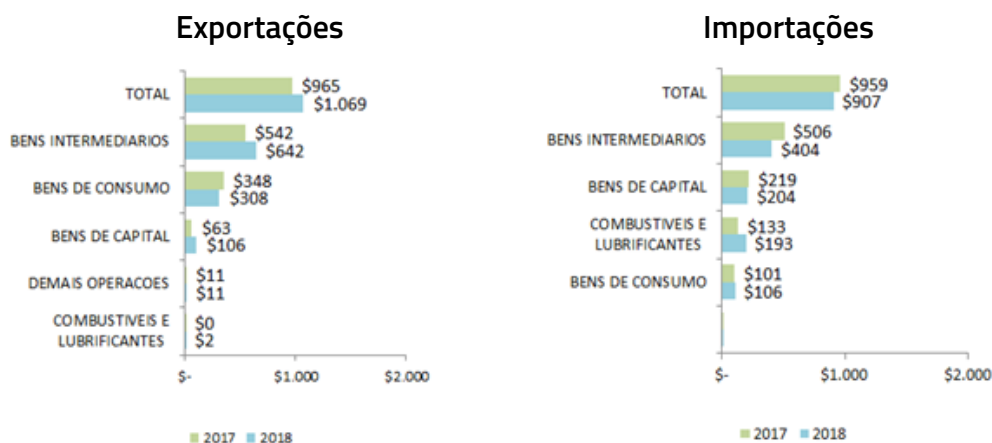 Exportações
TOTAL
$965
$1.069
BENS INTERMEDIARIOS
$542
$642
BENS DE CONSUMO
$348
$308
BENS DE CAPITAL
$63
$106
DEMAIS OPERACOES
$11
$11
COMBUSTIVEIS E
LUBRIFICANTES
$0
$2
$-
$1.000
$2.000
2017
2018
Importações
TOTAL
$959
$907
BENS INTERMEDIARIOS
$506
$404
BENS DE CAPITAL
$219
$204
COMBUSTIVEIS E
LUBRIFICANTES
$133
$193
BENS DE CONSUMO
$101
$106
$-
$1.000
$2.000
2017
2018